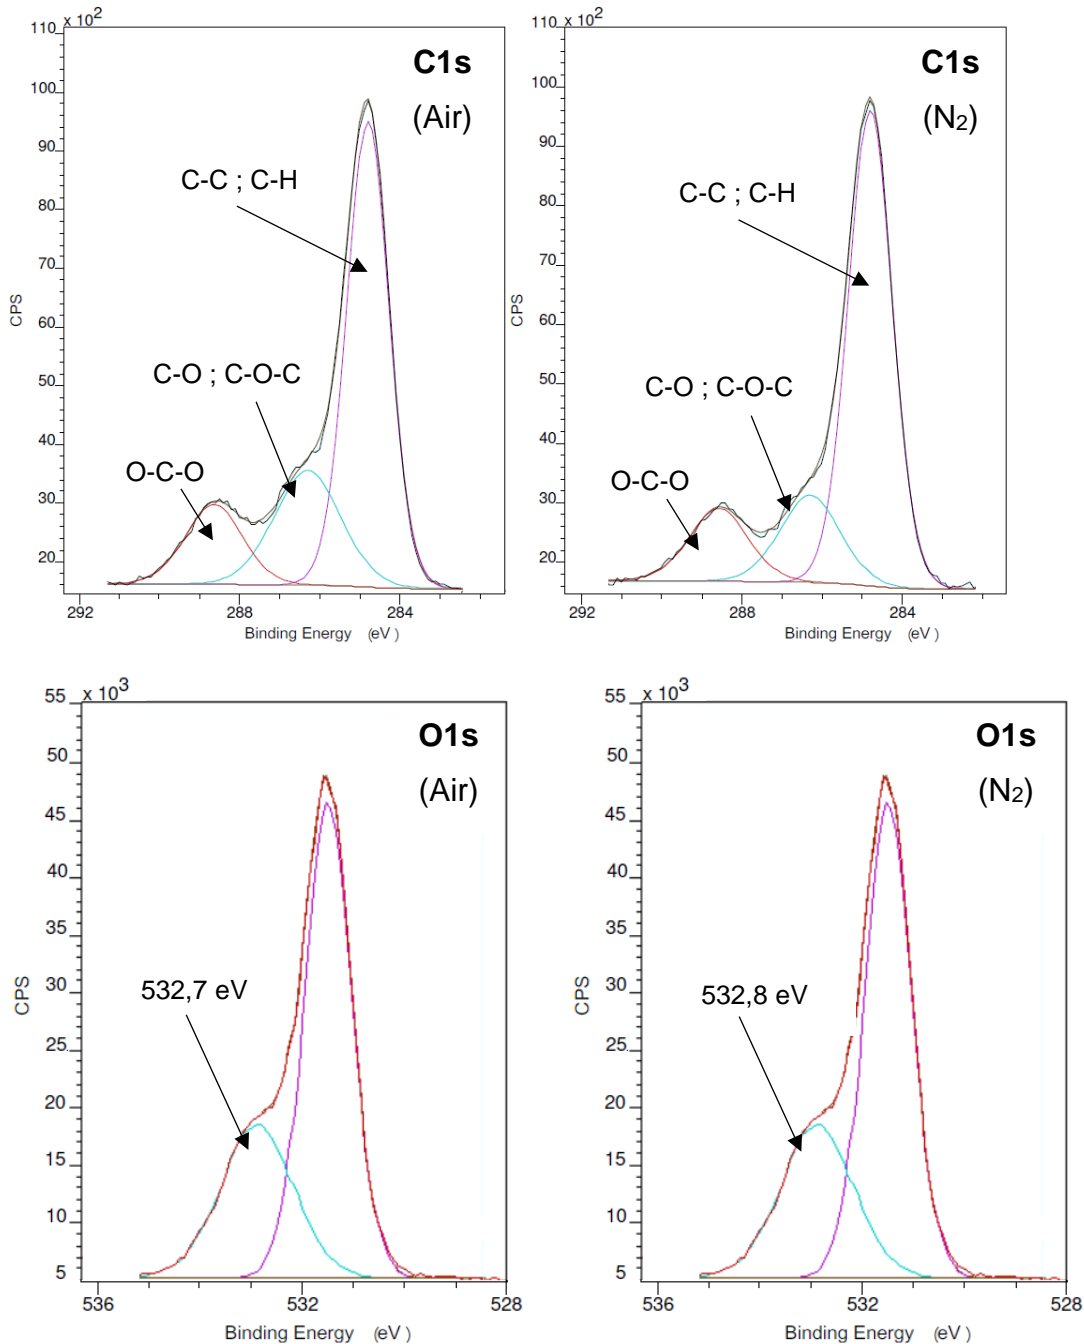 110 x 10²
C1s
(Air)
100
90
C-C ; C-H
80
70
CPS
60
50
C-O ; C-O-C
40
O-C-O
30
20
292 288 284
Binding Energy (eV)
110 x 10²
C1s
(N₂)
100
90
C-C ; C-H
80
70
CPS
60
50
C-O ; C-O-C
40
O-C-O
30
20
292 288 284
Binding Energy (eV)
55 x 10³
O1s
50
(Air)
45
40
35
CPS
30
532,7 eV
25
20
15
10
5
536 532 528
Binding Energy (eV)
55 x 10³
O1s
50
(N₂)
45
40
35
CPS
30
532,8 eV
25
20
15
10
5
536 532 528
Binding Energy (eV)